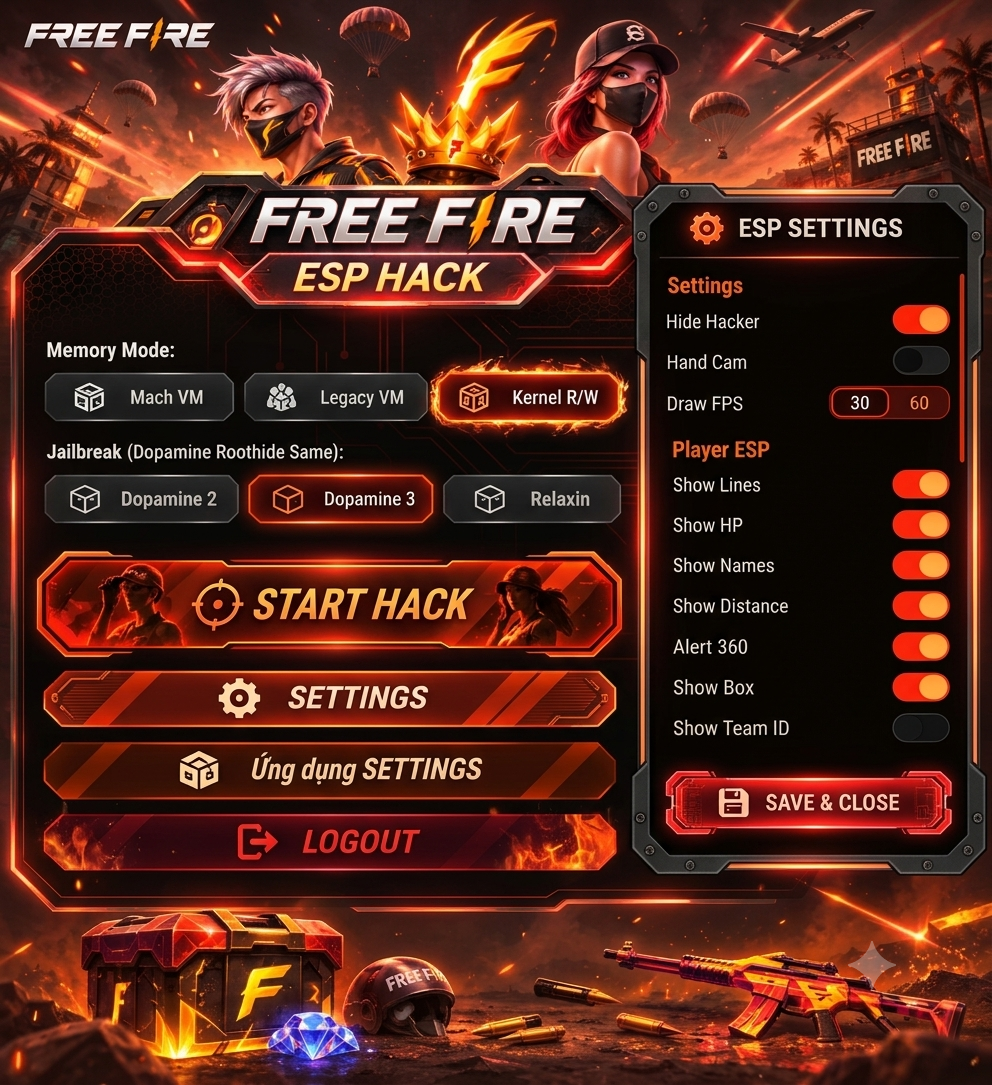 FREE FIRE
FREE FIRE
FREE FIRE
ESP HACK
Memory Mode:
Mach VM
Legacy VM
Kernel R/W
Jailbreak (Dopamine Roothide Same):
Dopamine 2
Dopamine 3
Relaxin
START HACK
SETTINGS
Ứng dụng SETTINGS
LOGOUT
ESP SETTINGS
Settings
Hide Hacker
Hand Cam
Draw FPS
30
60
Player ESP
Show Lines
Show HP
Show Names
Show Distance
Alert 360
Show Box
Show Team ID
SAVE & CLOSE
F
FREE FI